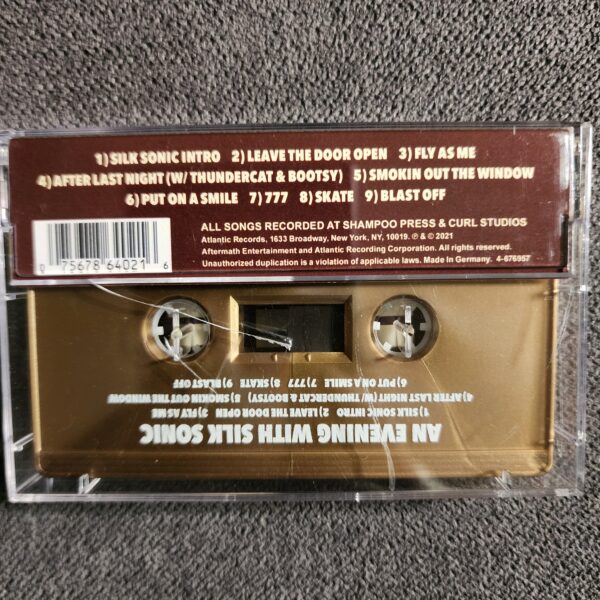 1) SILK SONIC INTRO 2) LEAVE THE DOOR OPEN 3) FLY AS ME
4) AFTER LAST NIGHT (W/ THUNDERCAT & BOOTSY) 5) SMOKIN OUT THE WINDOW
6) PUT ON A SMILE 7) 777 8) SKATE 9) BLAST OFF
ALL SONGS RECORDED AT SHAMPOO PRESS & CURL STUDIOS
Atlantic Records, 1633 Broadway, New York, NY, 10019. ℗ & © 2021
Aftermath Entertainment and Atlantic Recording Corporation. All rights reserved.
Unauthorized duplication is a violation of applicable laws. Made In Germany. 4-676957
0 75678 64021 6
AN EVENING WITH SILK SONIC
1) SILK SONIC INTRO 2) LEAVE THE DOOR OPEN 3) FLY AS ME
4) AFTER LAST NIGHT (W/ THUNDERCAT & BOOTSY) 5) SMOKIN OUT THE WINDOW
6) PUT ON A SMILE 7) 777 8) SKATE 9) BLAST OFF